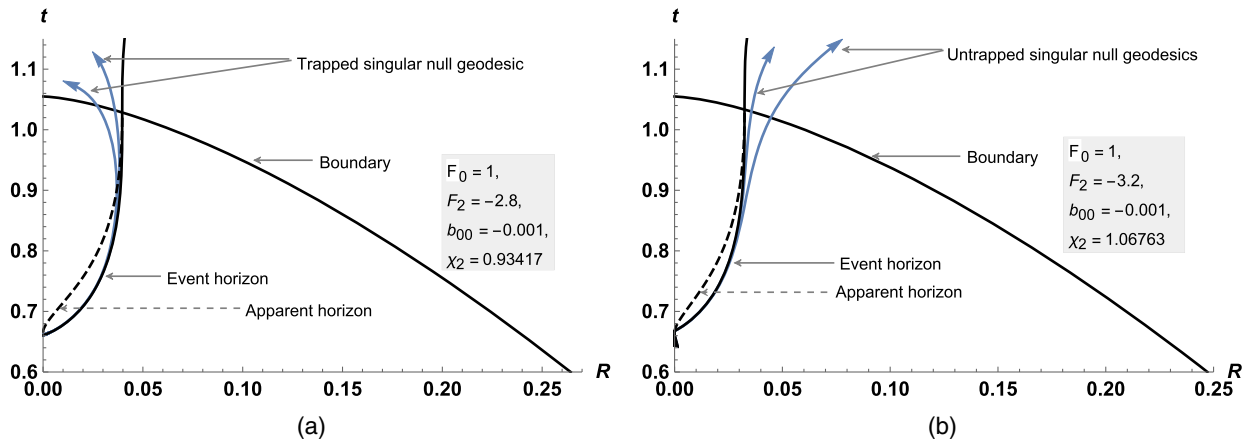 t
1.1
1.0
0.9
0.8
0.7
0.6
0.00 0.05 0.10 0.15 0.20 0.25
R
Trapped singular null geodesic
Boundary
F0 = 1,
F2 = −2.8,
b00 = −0.001,
χ2 = 0.93417
Event horizon
Apparent horizon
(a)
t
1.1
1.0
0.9
0.8
0.7
0.6
0.00 0.05 0.10 0.15 0.20 0.25
R
Untrapped singular null geodesics
Boundary
F0 = 1,
F2 = −3.2,
b00 = −0.001,
χ2 = 1.06763
Event horizon
Apparent horizon
(b)